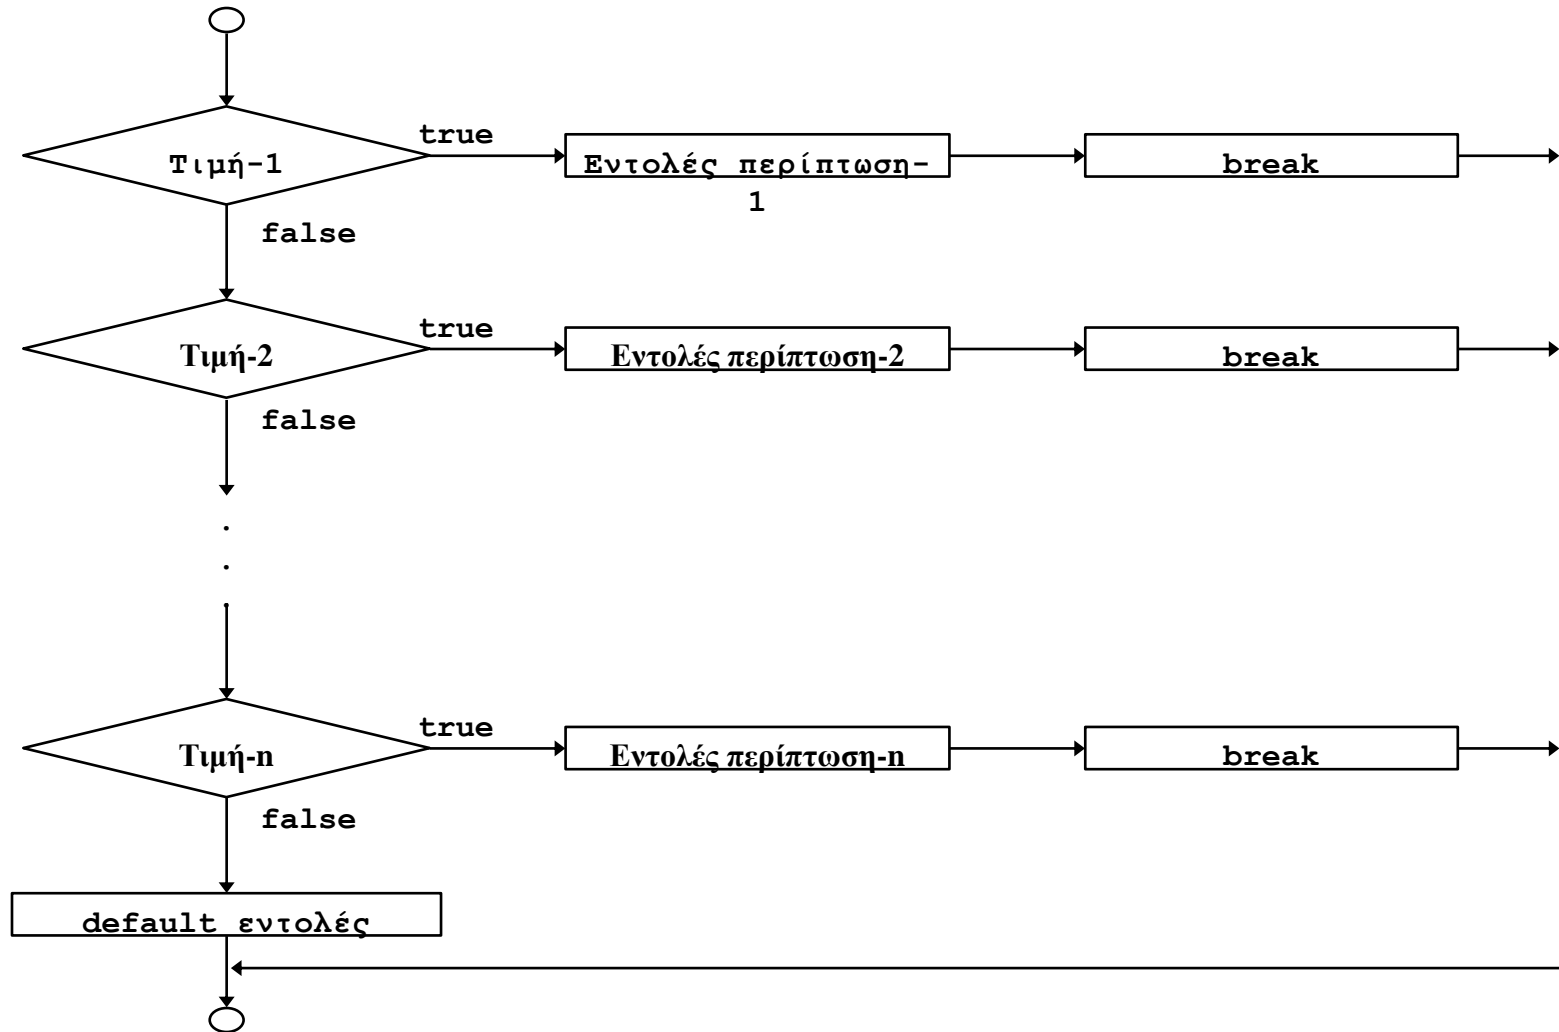 true
Τιμή-1
Εντολές περίπτωση-
1
break
false
true
Τιμή-2
Εντολές περίπτωση-2
break
false
.
.
.
true
Τιμή-n
Εντολές περίπτωση-n
break
false
default εντολές